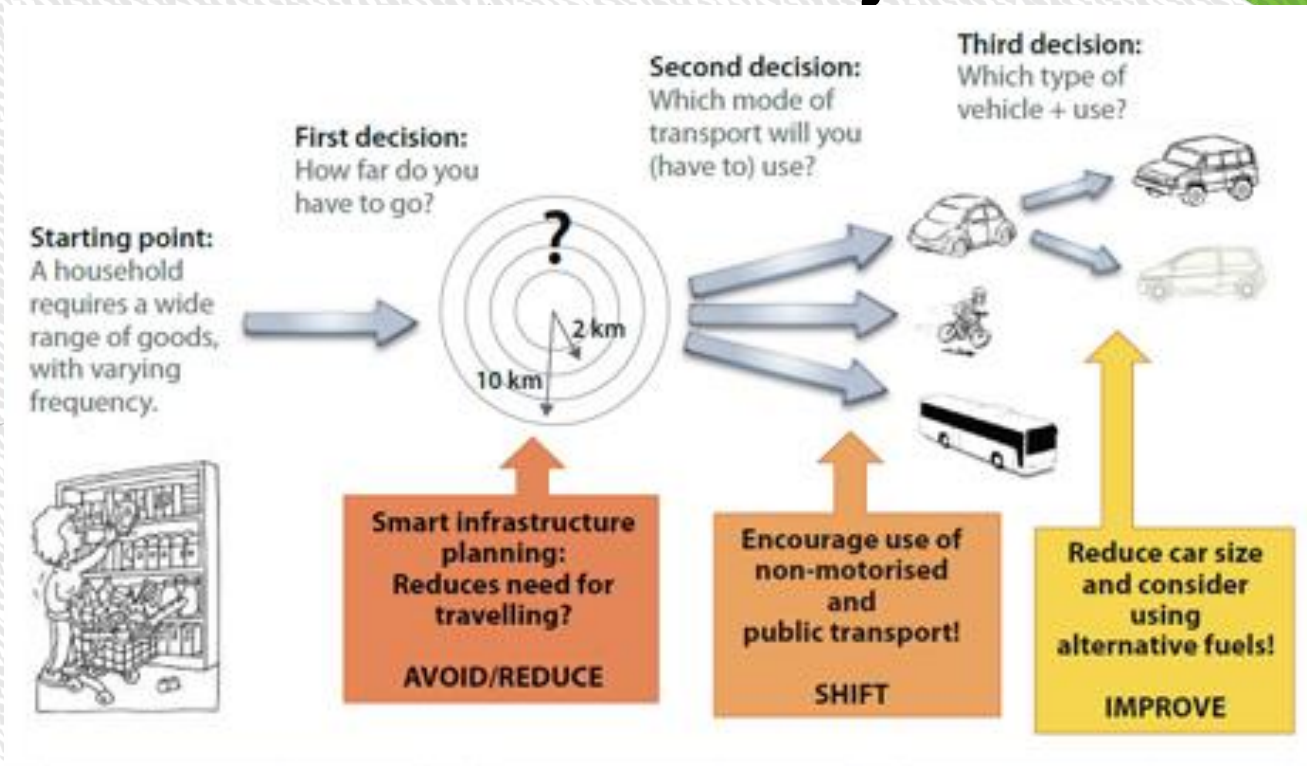 Starting point:
A household
requires a wide
range of goods,
with varying
frequency.
First decision:
How far do you
have to go?
?
2 km
10 km
Second decision:
Which mode of
transport will you
(have to) use?
Third decision:
Which type of
vehicle + use?
Smart infrastructure
planning:
Reduces need for
travelling?
AVOID/REDUCE
Encourage use of
non-motorised
and
public transport!
SHIFT
Reduce car size
and consider
using
alternative fuels!
IMPROVE